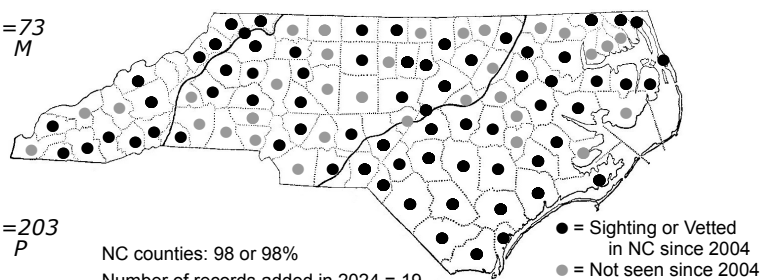 =73
M
=203
P
NC counties: 98 or 98%
Number of records added in 2024 = 19
● = Sighting or Vetted
in NC since 2004
● = Not seen since 2004